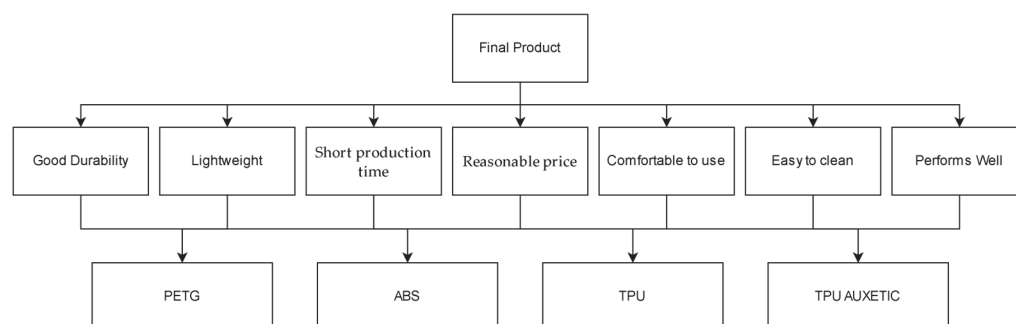 Final Product
Good Durability
Lightweight
Short production
time
Reasonable price
Comfortable to use
Easy to clean
Performs Well
PETG
ABS
TPU
TPU AUXETIC